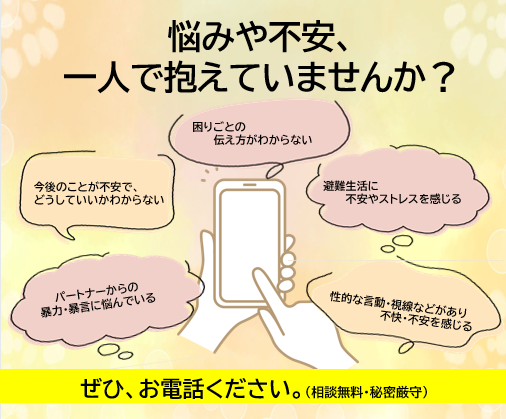 悩みや不安、
一人で抱えていませんか？
困りごとの
伝え方がわからない
今後のことが不安で、
どうしていいかわからない
避難生活に
不安やストレスを感じる
パートナーからの
暴力・暴言に悩んでいる
性的な言動・視線などがあり
不快・不安を感じる
ぜひ、お電話ください。（相談無料・秘密厳守）